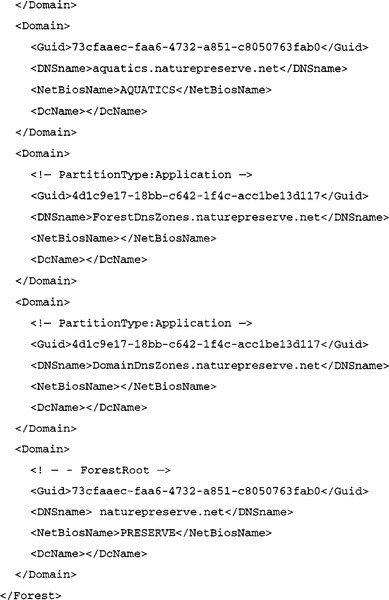 </Domain>
<Domain>
<Guid>73cfaaec-faa6-4732-a851-c8050763fab0</Guid>
<DNSname>aquatics.naturepreserve.net</DNSname>
<NetBiosName>AQUATICS</NetBiosName>
<DcName></DcName>
</Domain>
<Domain>
<!— PartitionType:Application —>
<Guid>4d1c9e17-18bb-c642-1f4c-acc1be13d117</Guid>
<DNSname>ForestDnsZones.naturepreserve.net</DNSname>
<NetBiosName></NetBiosName>
<DcName></DcName>
</Domain>
<Domain>
<!— PartitionType:Application —>
<Guid>4d1c9e17-18bb-c642-1f4c-acc1be13d117</Guid>
<DNSname>DomainDnsZones.naturepreserve.net</DNSname>
<NetBiosName></NetBiosName>
<DcName></DcName>
</Domain>
<Domain>
<! — - ForestRoot —>
<Guid>73cfaaec-faa6-4732-a851-c8050763fab0</Guid>
<DNSname> naturepreserve.net</DNSname>
<NetBiosName>PRESERVE</NetBiosName>
<DcName></DcName>
</Domain>
</Forest>